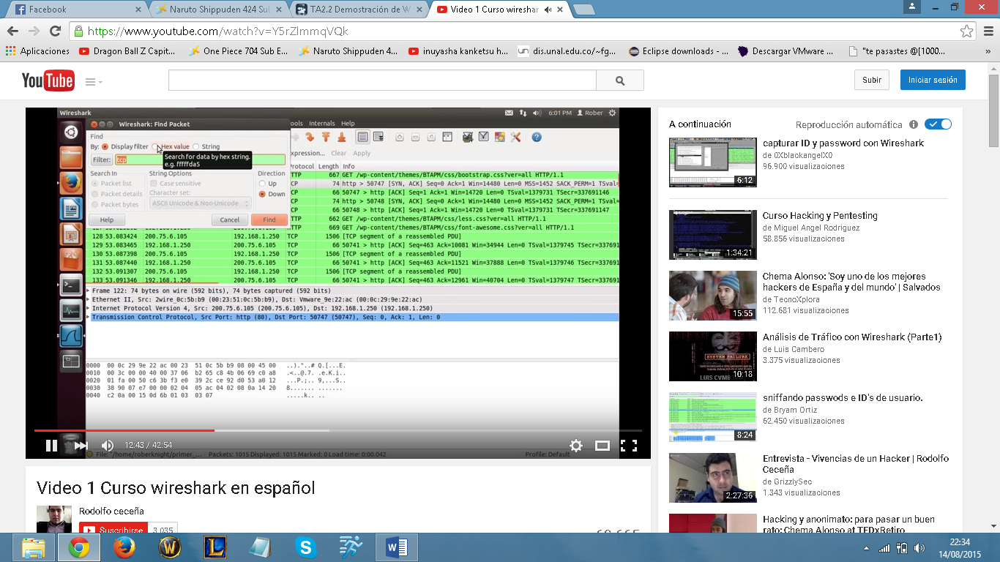 Facebook
Naruto Shippuden 424 Sub
TA2.2 Demostración de W
Video 1 Curso wireshar
https://www.youtube.com/watch?v=Y5rZlmmqVQk
Aplicaciones
Dragon Ball Z Capit...
One Piece 704 Sub E...
Naruto Shippuden 4...
inuyasha kanketsu h...
dis.unal.edu.co/~fg...
Eclipse downloads - ...
Descargar VMware ...
"te pasastes @[1000...
»
YouTube
Subir
Iniciar sesión
Wireshark
6:01 PM
Rober
Wireshark: Find Packet
ools Internals Help
Find
By: Display filter Hex value String
Filter: tcp
Search for data by hex string.
e.g. fffffda5
xpression... Clear Apply
Search In
Packet list
Packet details
Packet bytes
String Options
Case sensitive
Character set:
ASCII Unicode & Non-Unicode
Direction
Up
Down
Help
Cancel
Find
Protocol Length Info
TTP 667 GET /wp-content/themes/BTAPM/css/bootstrap.css?ver=all HTTP/1.1
CP 74 http > 50747 [SYN, ACK] Seq=0 Ack=1 Win=14480 Len=0 MSS=1452 SACK_PERM=1 TSval=
CP 66 50747 > http [ACK] Seq=1 Ack=1 Win=14720 Len=0 TSval=1379731 TSecr=337691146
CP 74 http > 50748 [SYN, ACK] Seq=0 Ack=1 Win=14480 Len=0 MSS=1452 SACK_PERM=1 TSval=
CP 66 50748 > http [ACK] Seq=1 Ack=1 Win=14720 Len=0 TSval=1379731 TSecr=337691147
TTP 662 GET /wp-content/themes/BTAPM/css/less.css?ver=all HTTP/1.1
TTP 669 GET /wp-content/themes/BTAPM/css/font-awesome.css?ver=all HTTP/1.1
128 53.083424 200.75.6.105 192.168.1.250 TCP 1506 [TCP segment of a reassembled PDU]
129 53.083465 192.168.1.250 200.75.6.105 TCP 66 50741 > http [ACK] Seq=463 Ack=10081 Win=34944 Len=0 TSval=1379745 TSecr=33769
130 53.087398 200.75.6.105 192.168.1.250 TCP 1506 [TCP segment of a reassembled PDU]
131 53.087440 192.168.1.250 200.75.6.105 TCP 66 50741 > http [ACK] Seq=463 Ack=11521 Win=37888 Len=0 TSval=1379746 TSecr=33769
132 53.091307 200.75.6.105 192.168.1.250 TCP 1506 [TCP segment of a reassembled PDU]
133 53.091346 192.168.1.250 200.75.6.105 TCP 66 50741 > http [ACK] Seq=463 Ack=12961 Win=40704 Len=0 TSval=1379747 TSecr=33769
Frame 122: 74 bytes on wire (592 bits), 74 bytes captured (592 bits)
Ethernet II, Src: 2wire_0c:5b:b9 (00:23:51:0c:5b:b9), Dst: Vmware_9e:22:ac (00:0c:29:9e:22:ac)
Internet Protocol Version 4, Src: 200.75.6.105 (200.75.6.105), Dst: 192.168.1.250 (192.168.1.250)
Transmission Control Protocol, Src Port: http (80), Dst Port: 50747 (50747), Seq: 0, Ack: 1, Len: 0
0000 00 0c 29 9e 22 ac 00 23 51 0c 5b b9 08 00 45 00 ..)."..# Q.[...E.
0010 00 3c 00 00 40 00 37 06 b2 65 c8 4b 06 69 c0 a8 .<..@.7. .e.K.i..
0020 01 fa 00 50 c6 3b f3 e0 39 2c ce 92 d0 53 a0 12 ...P.;.. 9,...S..
0030 38 90 07 e7 00 00 02 04 05 ac 04 02 08 0a 14 20 8....... .......
0040 c2 0a 00 15 0d 6b 01 03 03 07 .....k.. ..
12:43 / 42:54
File: "/home/roberknight/primer_... Packets: 1015 Displayed: 1015 Marked: 0 Load time: 0:00.042
Profile: Default
Video 1 Curso wireshark en español
Rodolfo ceceña
Suscribirse 3.035
A continuación
Reproducción automática
capturar ID y password con Wireshark
de 0XblackangelX0
96.900 visualizaciones
6:12
Curso Hacking y Pentesting
de Miguel Angel Rodriguez
58.856 visualizaciones
1:34:21
Chema Alonso: 'Soy uno de los mejores
hackers de España y del mundo' | Salvados
de TecnoXplora
112.681 visualizaciones
15:55
Análisis de Tráfico con Wireshark (Parte1)
de Luis Cambero
3.375 visualizaciones
SYSTEM FAILURE
LUIS CAMB
10:18
sniffando passwods e ID's de usuario.
de Bryam Ortiz
62.450 visualizaciones
8:24
Entrevista - Vivencias de un Hacker | Rodolfo
Ceceña
de GrizzlySec
1.343 visualizaciones
2:27:36
Hacking y anonimato: para pasar un buen
rato: Chema Alonso at TEDxRetiro
22:34
14/08/2015